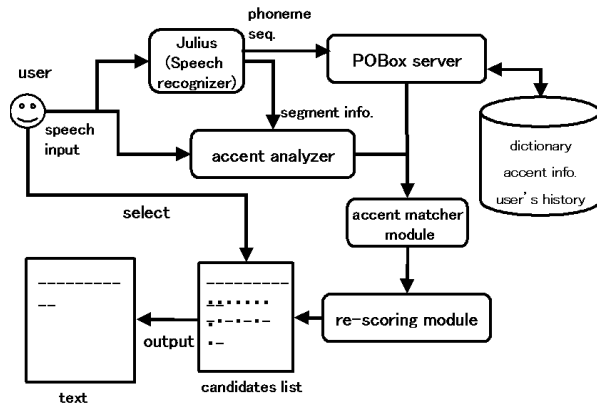 phoneme
seq.
Julius
(Speech
recognizer)
POBox server
user
speech
input
segment info.
accent analyzer
dictionary
accent info.
user's history
select
accent matcher
module
re-scoring module
output
text
candidates list